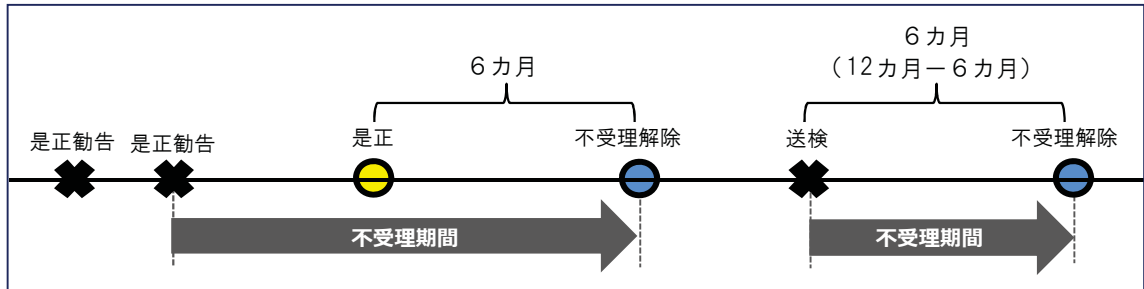 ６カ月
６カ月
（12カ月－６カ月）
是正勧告
是正勧告
是正
不受理解除
送検
不受理解除
不受理期間
不受理期間